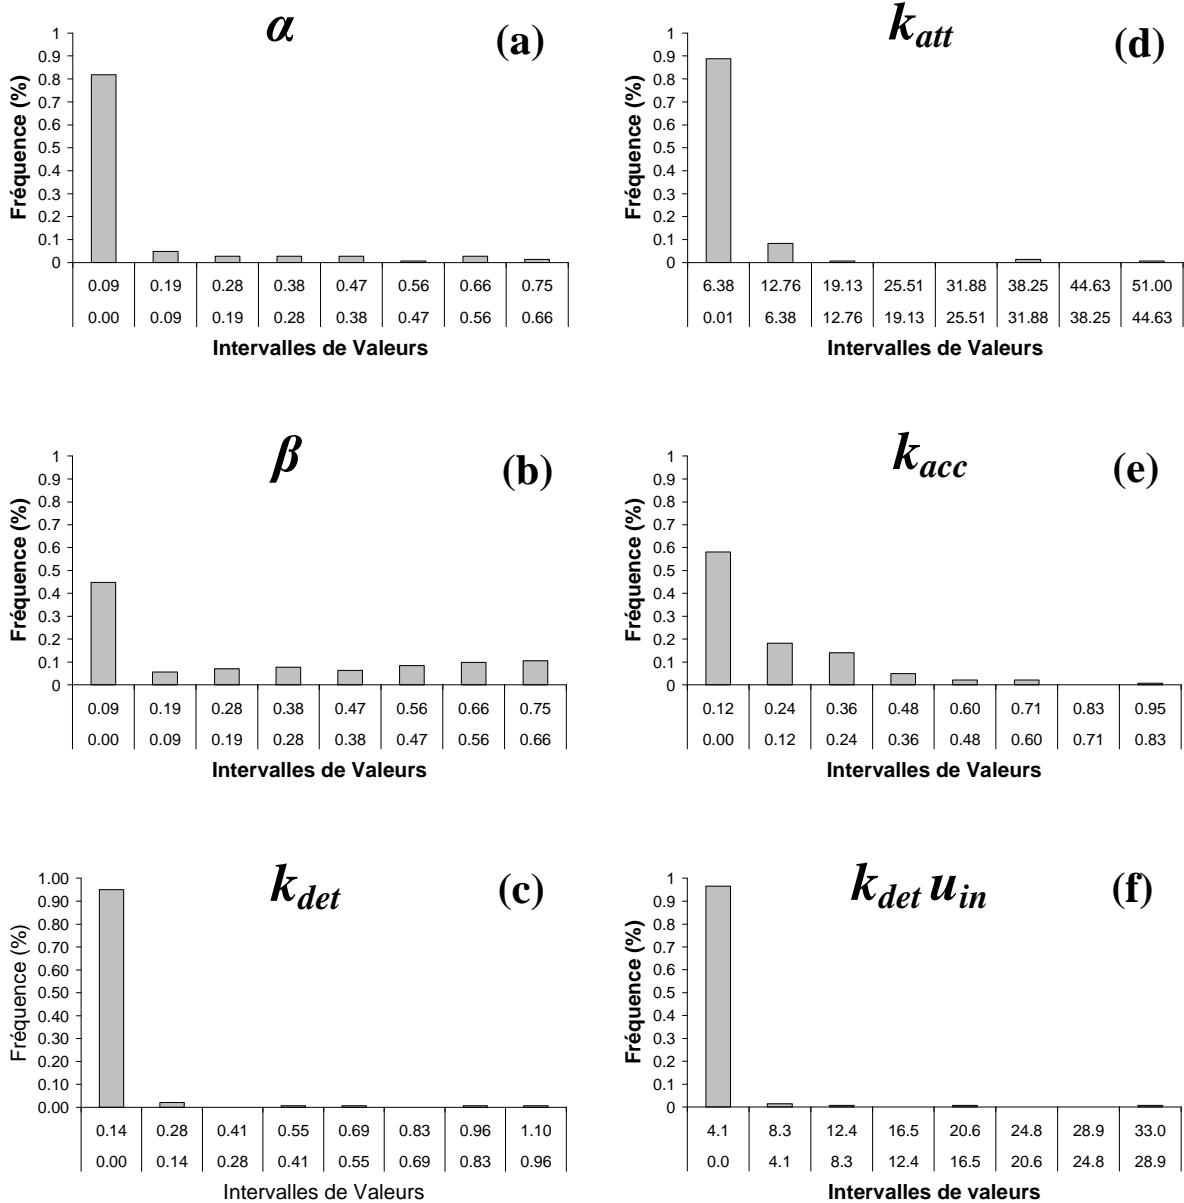 α
(a)
Fréquence (%)
1
0.9
0.8
0.7
0.6
0.5
0.4
0.3
0.2
0.1
0
0.09 0.19 0.28 0.38 0.47 0.56 0.66 0.75
0.00 0.09 0.19 0.28 0.38 0.47 0.56 0.66
Intervalles de Valeurs
k_att
(d)
Fréquence (%)
1
0.9
0.8
0.7
0.6
0.5
0.4
0.3
0.2
0.1
0
6.38 12.76 19.13 25.51 31.88 38.25 44.63 51.00
0.01 6.38 12.76 19.13 25.51 31.88 38.25 44.63
Intervalles de Valeurs
β
(b)
Fréquence (%)
1
0.9
0.8
0.7
0.6
0.5
0.4
0.3
0.2
0.1
0
0.09 0.19 0.28 0.38 0.47 0.56 0.66 0.75
0.00 0.09 0.19 0.28 0.38 0.47 0.56 0.66
Intervalles de Valeurs
k_acc
(e)
Fréquence (%)
1
0.9
0.8
0.7
0.6
0.5
0.4
0.3
0.2
0.1
0
0.12 0.24 0.36 0.48 0.60 0.71 0.83 0.95
0.00 0.12 0.24 0.36 0.48 0.60 0.71 0.83
Intervalles de Valeurs
k_det
(c)
Fréquence (%)
1.00
0.90
0.80
0.70
0.60
0.50
0.40
0.30
0.20
0.10
0.00
0.14 0.28 0.41 0.55 0.69 0.83 0.96 1.10
0.00 0.14 0.28 0.41 0.55 0.69 0.83 0.96
Intervalles de Valeurs
k_det u_in
(f)
Fréquence (%)
1
0.9
0.8
0.7
0.6
0.5
0.4
0.3
0.2
0.1
0
4.1 8.3 12.4 16.5 20.6 24.8 28.9 33.0
0.0 4.1 8.3 12.4 16.5 20.6 24.8 28.9
Intervalles de valeurs